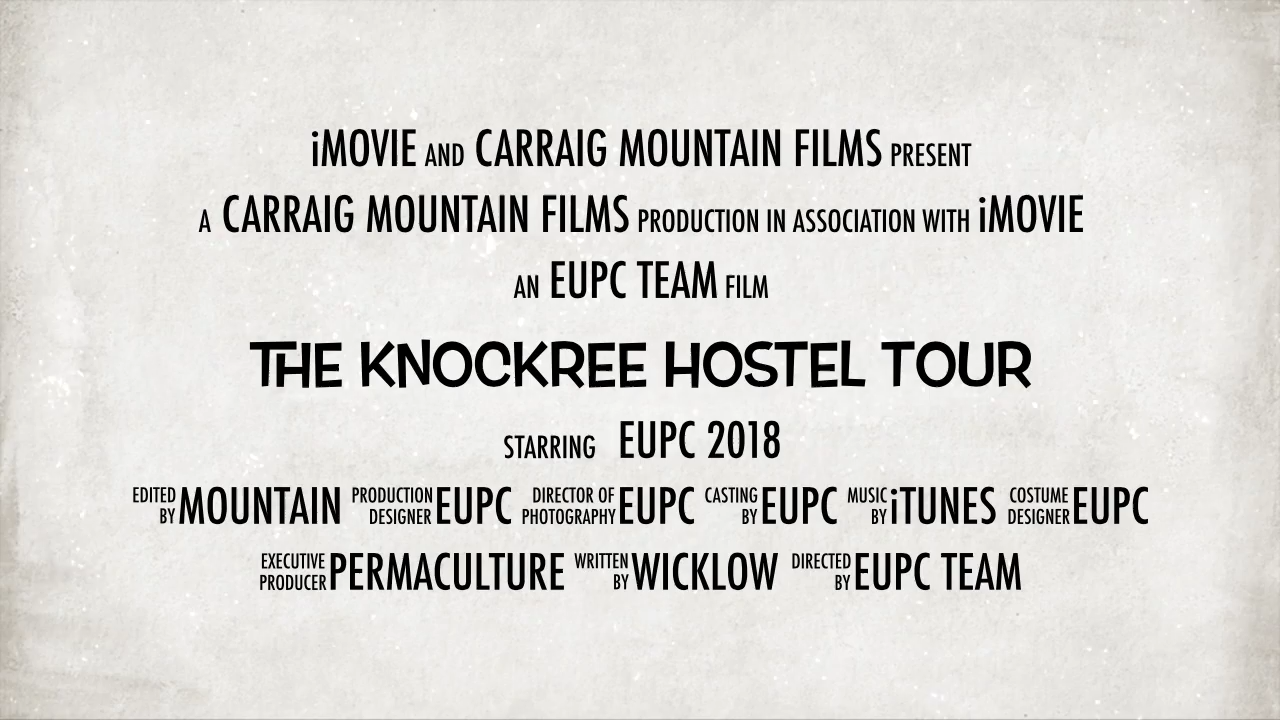 iMOVIE AND CARRAIG MOUNTAIN FILMS PRESENT
A CARRAIG MOUNTAIN FILMS PRODUCTION IN ASSOCIATION WITH iMOVIE
AN EUPC TEAM FILM
THE KNOCKREE HOSTEL TOUR
STARRING EUPC 2018
EDITED BY MOUNTAIN PRODUCTION DESIGNER EUPC DIRECTOR OF PHOTOGRAPHY EUPC CASTING BY EUPC MUSIC BY iTUNES COSTUME DESIGNER EUPC
EXECUTIVE PRODUCER PERMACULTURE WRITTEN BY WICKLOW DIRECTED BY EUPC TEAM